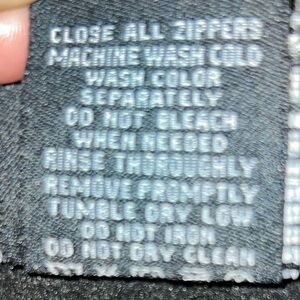 CLOSE ALL ZIPPERS
MACHINE WASH COLD
WASH COLOR
SEPARATELY
DO NOT BLEACH
WHEN NEEDED
RINSE THOROUGHLY
REMOVE PROMPTLY
TUMBLE DRY LOW
DO NOT IRON
DO NOT DRY CLEAN